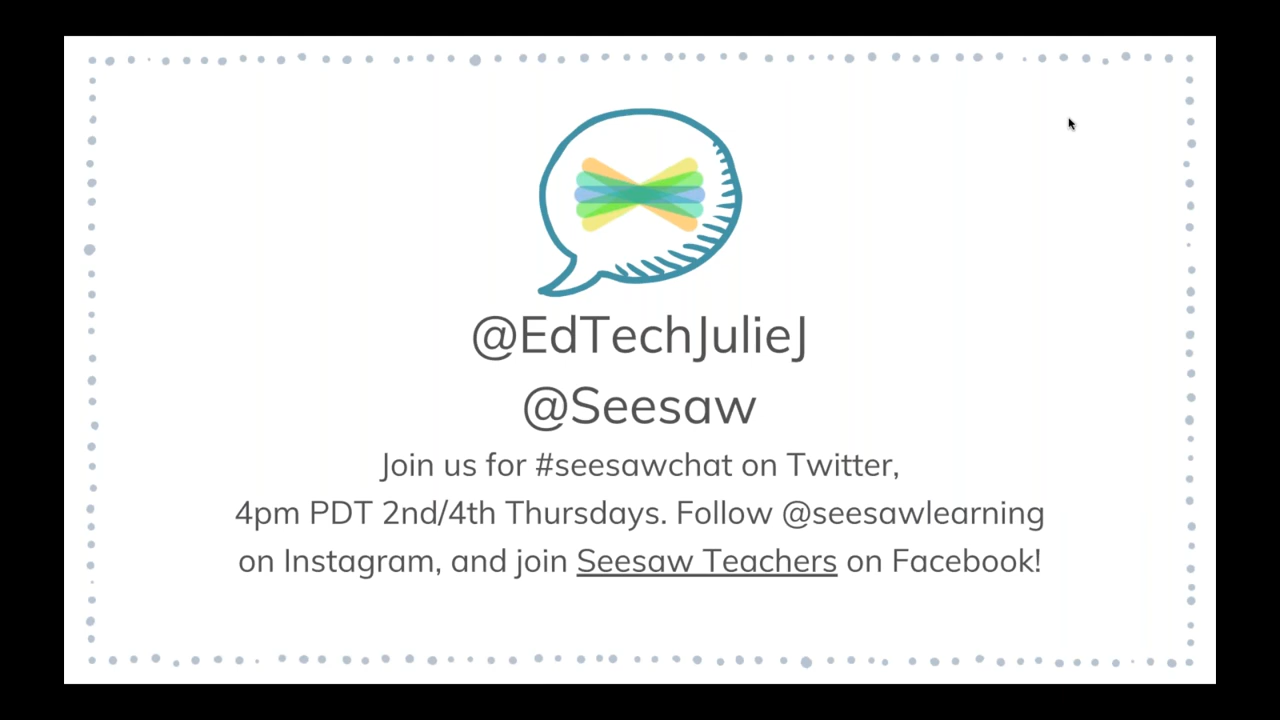 @EdTechJulieJ
@Seesaw
Join us for #seesawchat on Twitter,
4pm PDT 2nd/4th Thursdays. Follow @seesawlearning
on Instagram, and join Seesaw Teachers on Facebook!